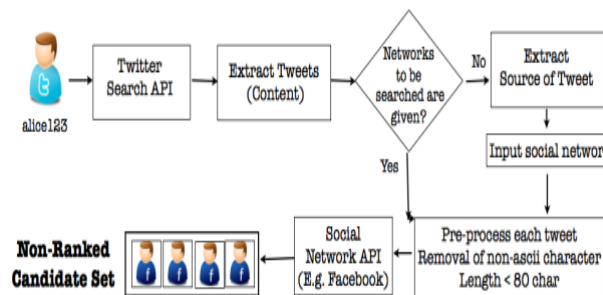 alice123
Twitter
Search API
Extract Tweets
(Content)
Networks
to be
searched are
given?
No
Yes
Extract
Source of Tweet
Input social network
Pre-process each tweet
Removal of non-ascii character
Length < 80 char
Social
Network API
(E.g. Facebook)
f
f
f
f
Non-Ranked
Candidate Set